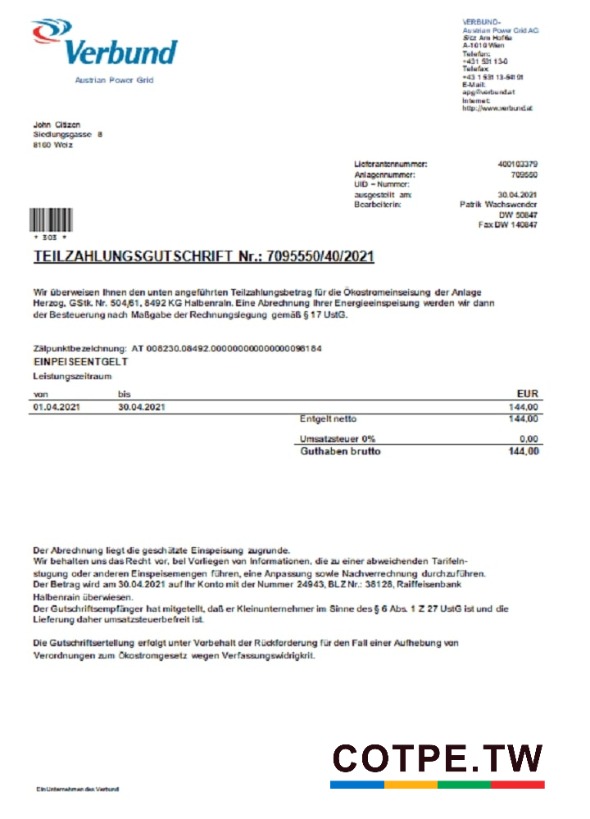 Verbund
Austrian Power Grid
VERBUND-
Austrian Power Grid AG
Sitz Am Hof 6a
A-1010 Wien
Telefon:
+43 1 531 13-0
Telefax
E-Mail:
apg@verbund.at
Internet:
http://www.verbund.at
John Citizen
Siedlungsgasse 8
8160 Weiz
Lieferantennummer: 400103379
Anlagennummer: 709550
UID – Nummer:
ausgestellt am: 30.04.2021
Bearbeiterin: Patrik Wachswender
DW 50847
Fax DW 140847
* 303 *
TEILZAHLUNGSGUTSCHRIFT Nr.: 7095550/40/2021
Wir überweisen Ihnen den unten angeführten Teilzahlungsbetrag für die Ökostromeinseisung der Anlage
Herzog, GStk. Nr. 504/61, 8492 KG Halbenrain. Eine Abrechnung Ihrer Energieeinspeisung werden wir dann
der Besteuerung nach Maßgabe der Rechnungslegung gemäß § 17 UstG.
Zälpunktbezeichnung: AT 008230.08492.00000000000000098184
EINPEISEENTGELT
Leistungszeitraum
von bis EUR
01.04.2021 30.04.2021 144,00
Entgelt netto 144,00
Umsatzsteuer 0% 0,00
Guthaben brutto 144,00
Der Abrechnung liegt die geschätzte Einspeisung zugrunde.
Wir behalten uns das Recht vor, bei Vorliegen von Informationen, die zu einer abweichenden Tarifeln-
stugung oder anderen Einspeisemengen führen, eine Anpassung sowie Nachverrechnung durchzuführen.
Der Betrag wird am 30.04.2021 auf Ihr Konto mit der Nummer 24943, BLZ Nr.: 38128, Raiffeisenbank
Halbenrain überwiesen.
Der Gutschriftsempfänger hat mitgeteilt, daß er Kleinunternehmer im Sinne des § 6 Abs. 1 Z 27 UstG ist und die
Lieferung daher umsatzsteuerbefreit ist.
Die Gutschriftserteilung erfolgt unter Vorbehalt der Rückforderung für den Fall einer Aufhebung von
Verordnungen zum Ökostromgesetz wegen Verfassungswidrigkrit.
COTPE.TW
Ein Unternehmen des Verbund